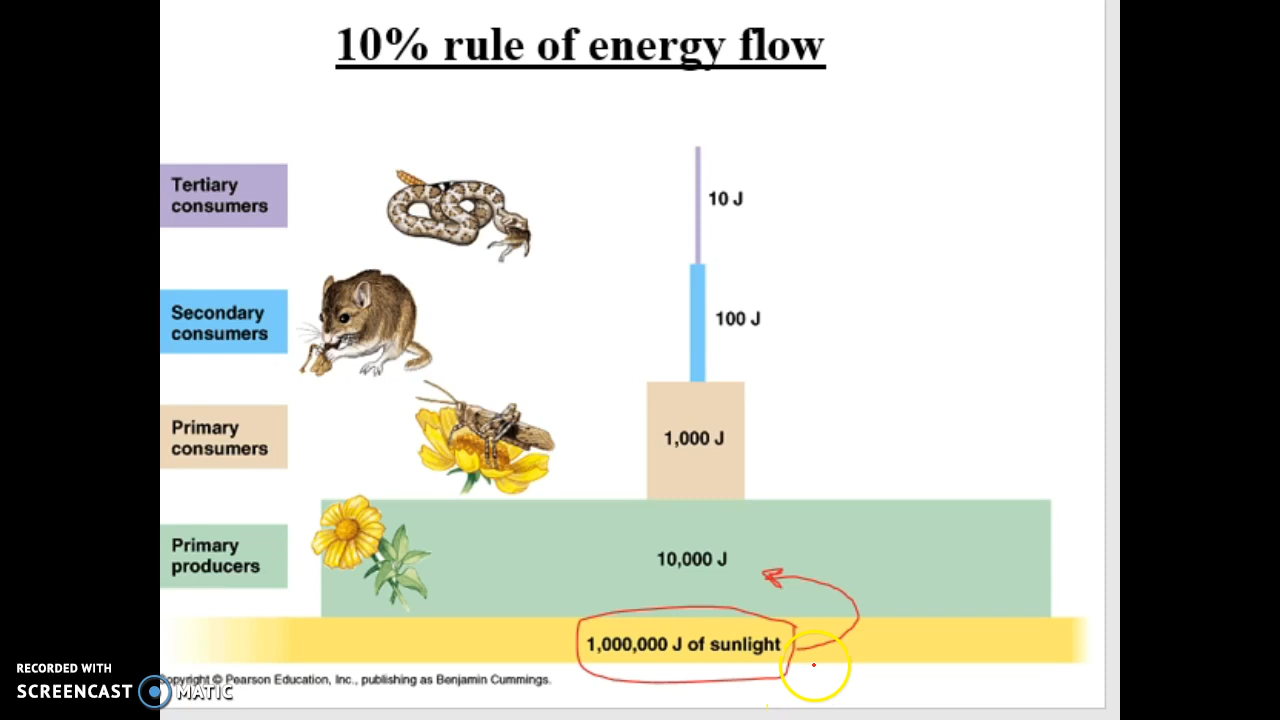 10% rule of energy flow
Tertiary
consumers
10 J
Secondary
consumers
100 J
Primary
consumers
1,000 J
Primary
producers
10,000 J
1,000,000 J of sunlight
RECORDED WITH
SCREENCAST MATIC
Copyright © Pearson Education, Inc., publishing as Benjamin Cummings.